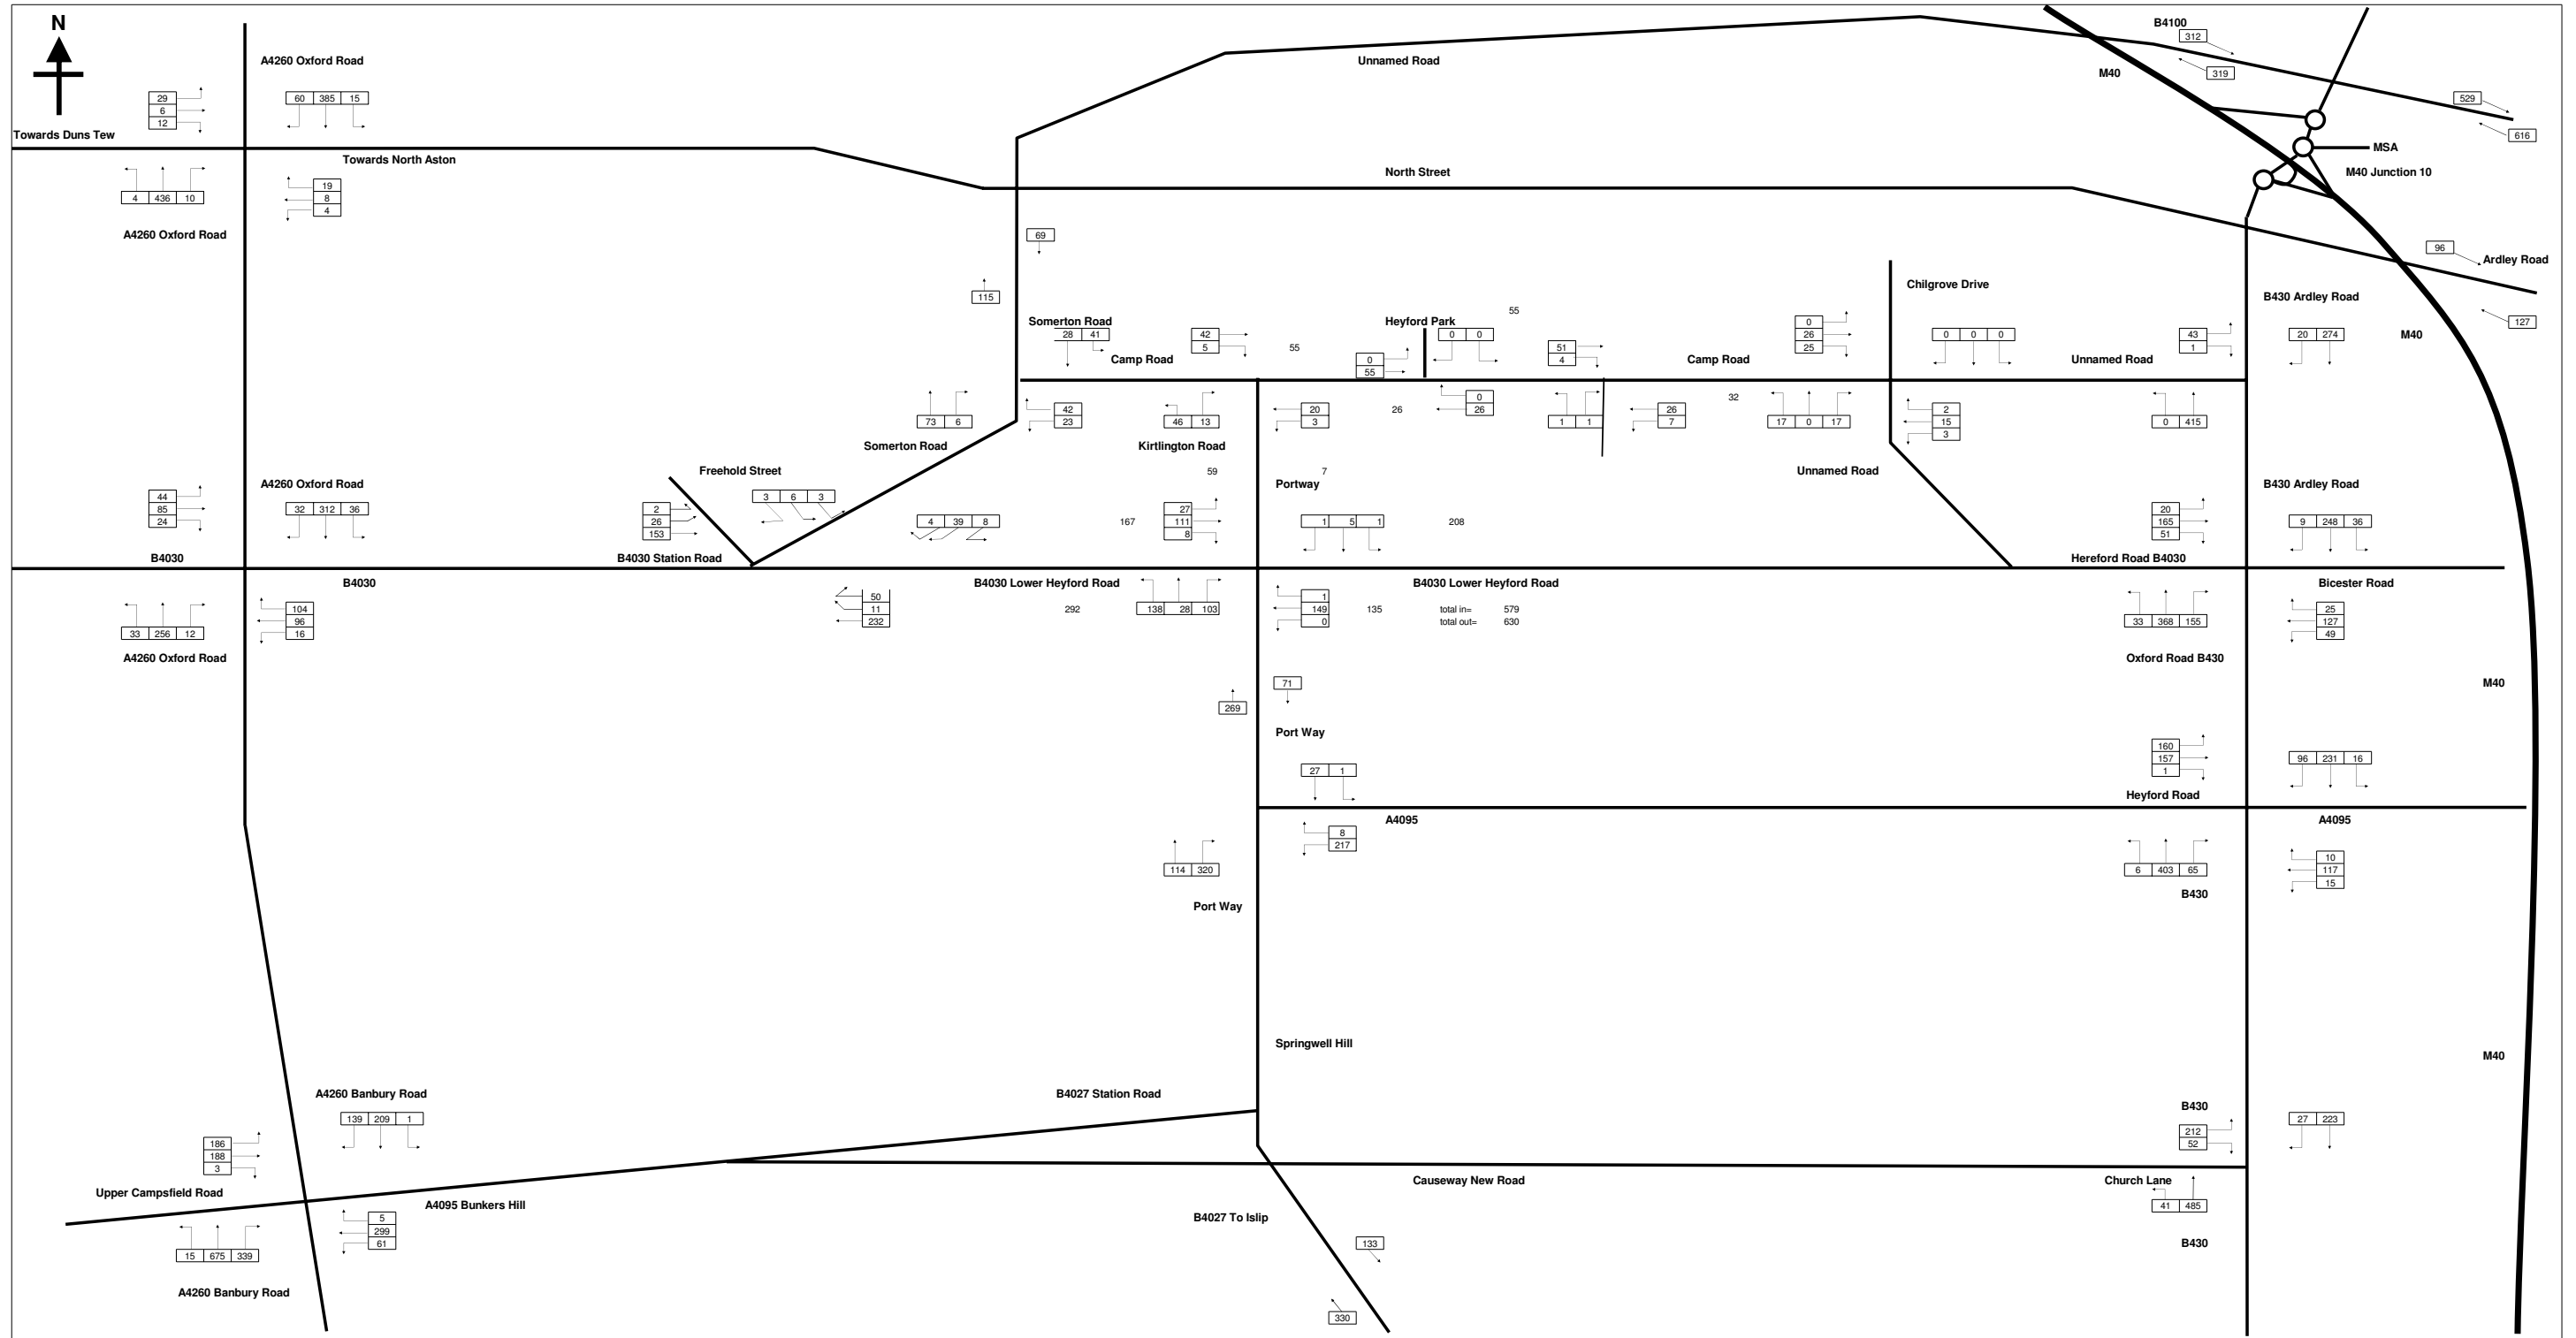 N
B4100
312
A4260 Oxford Road
Unnamed Road
M40
319
29
6
12
60 385 15
529
616
Towards Duns Tew
Towards North Aston
MSA
North Street
M40 Junction 10
4 436 10
19
8
4
A4260 Oxford Road
69
96
Ardley Road
Chilgrove Drive
115
B430 Ardley Road
55
Somerton Road
Heyford Park
127
28 41
42
5
55
0 0
0
26
25
0 0 0
43
1
20 274
M40
Camp Road
0
55
51
4
Camp Road
Unnamed Road
73 6
42
23
46 13
20
3
26
0
26
1 1
26
7
32
17 0 17
2
15
3
0 415
Somerton Road
Kirtlington Road
Freehold Street
59
7
Unnamed Road
A4260 Oxford Road
Portway
B430 Ardley Road
44
85
24
32 312 36
2
26
153
3 6 3
4 39 8
167
27
111
8
1 5 1
208
20
165
51
9 248 36
B4030
B4030 Station Road
Hereford Road B4030
B4030
B4030 Lower Heyford Road
B4030 Lower Heyford Road
Bicester Road
33 256 12
104
96
16
50
11
232
292
138 28 103
1
149
0
135
total in= 579
total out= 630
33 368 155
25
127
49
A4260 Oxford Road
Oxford Road B430
71
M40
269
Port Way
160
157
1
96 231 16
27 1
Heyford Road
A4095
A4095
8
217
114 320
6 403 65
10
117
15
B430
Port Way
Springwell Hill
M40
A4260 Banbury Road
B4027 Station Road
B430
139 209 1
27 223
186
188
3
212
52
Upper Campsfield Road
Causeway New Road
Church Lane
A4095 Bunkers Hill
41 485
5
299
61
B4027 To Islip
15 675 339
133
B430
A4260 Banbury Road
330